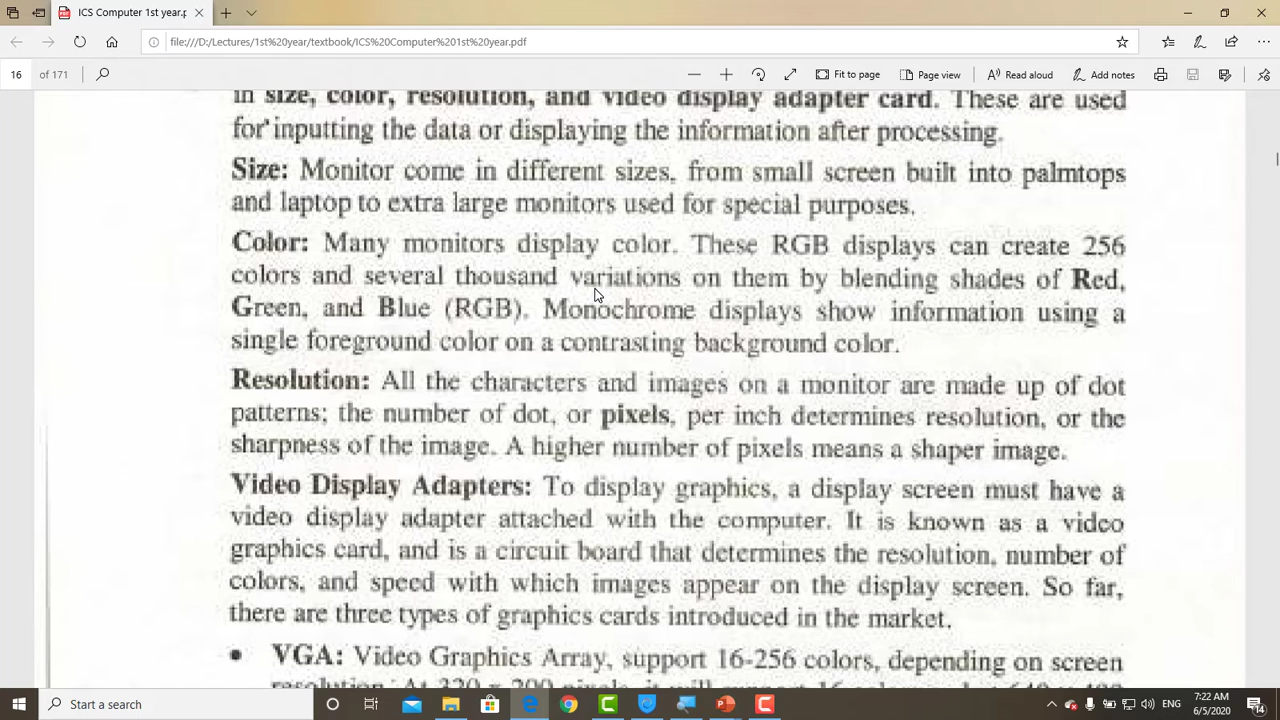 ICS Computer 1st year.p
file:///D:/Lectures/1st%20year/textbook/ICS%20Computer%201st%20year.pdf
16 of 171 Fit to page Page view Read aloud Add notes
in size, color, resolution, and video display adapter card. These are used
for inputting the data or displaying the information after processing.
Size: Monitor come in different sizes, from small screen built into palmtops
and laptop to extra large monitors used for special purposes.
Color: Many monitors display color. These RGB displays can create 256
colors and several thousand variations on them by blending shades of Red,
Green, and Blue (RGB). Monochrome displays show information using a
single foreground color on a contrasting background color.
Resolution: All the characters and images on a monitor are made up of dot
patterns; the number of dot, or pixels, per inch determines resolution, or the
sharpness of the image. A higher number of pixels means a shaper image.
Video Display Adapters: To display graphics, a display screen must have a
video display adapter attached with the computer. It is known as a video
graphics card, and is a circuit board that determines the resolution, number of
colors, and speed with which images appear on the display screen. So far,
there are three types of graphics cards introduced in the market.
• VGA: Video Graphics Array, support 16-256 colors, depending on screen
Start a search
ENG
7:22 AM
6/5/2020
14